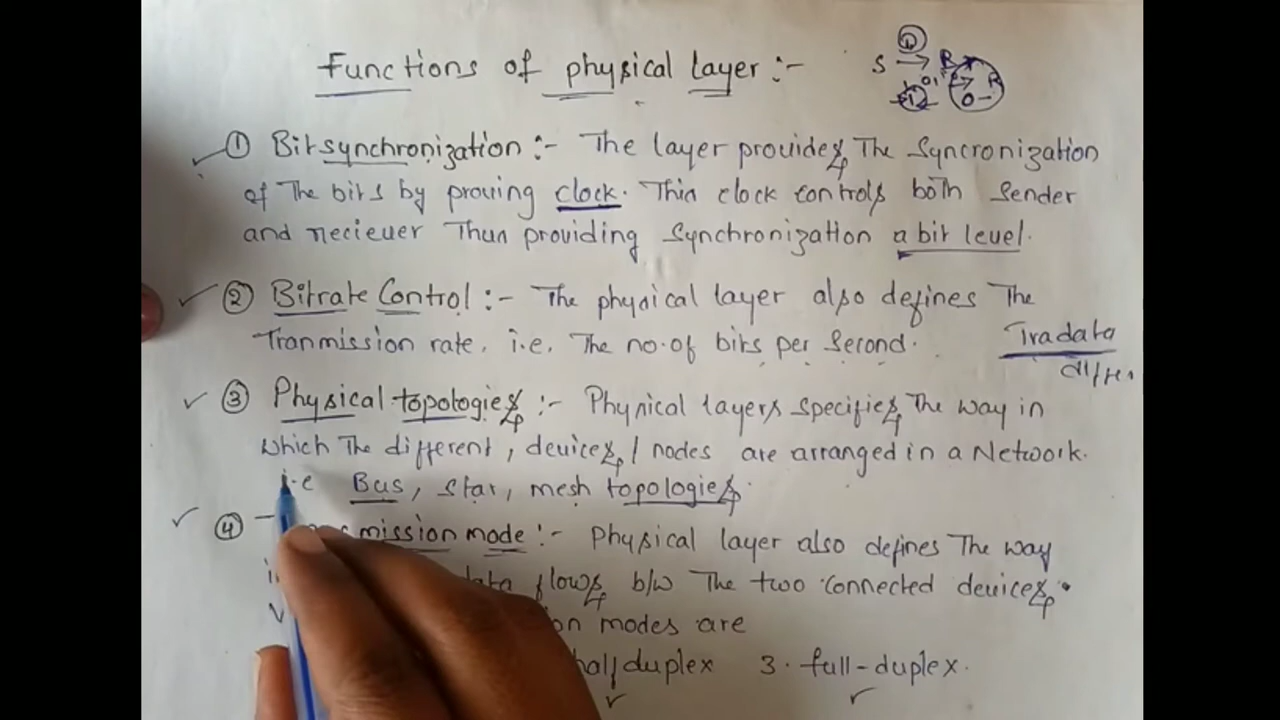 Functions of physical layer :-
S → R
① Bitsynchronization :- The layer provides The Syncronization
of The bits by proving clock. This clock controls both Sender
and reciever Thus providing Synchronization a bit level.
② Bitrate Control :- The physical layer also defines The
Tranmission rate. i.e. The no.of bits per Second.
Tradata
③ Physical topologies :- Physical layers specifies The way in
which The different, devices / nodes are arranged in a Network.
i.e Bus, star, mesh topologies.
④ mission mode :- Physical layer also defines The way
data flows b/w The two connected devices.
modes are
half duplex 3. full-duplex.